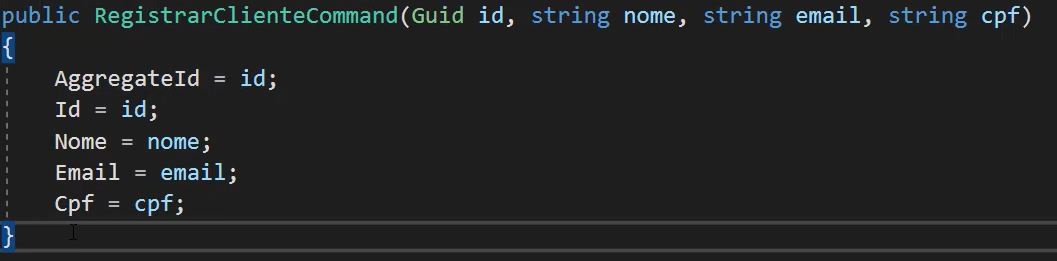 public RegistrarClienteCommand(Guid id, string nome, string email, string cpf)
{
    AggregateId = id;
    Id = id;
    Nome = nome;
    Email = email;
    Cpf = cpf;
}